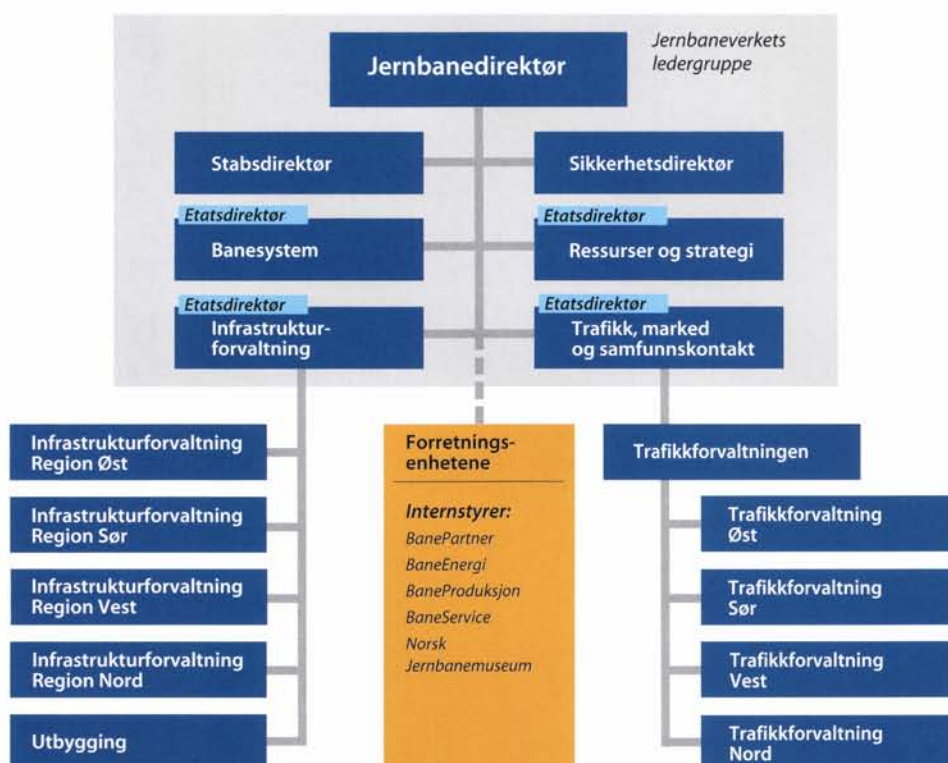 Jernbanedirektør
Jernbaneverkets
ledergruppe
Stabsdirektør
Sikkerhetsdirektør
Etatsdirektør
Banesystem
Etatsdirektør
Ressurser og strategi
Etatsdirektør
Infrastruktur-
forvaltning
Etatsdirektør
Trafikk, marked
og samfunnskontakt
Infrastrukturforvaltning
Region Øst
Infrastrukturforvaltning
Region Sør
Infrastrukturforvaltning
Region Vest
Infrastrukturforvaltning
Region Nord
Utbygging
Forretnings-
enhetene
Internstyrer:
BanePartner
BaneEnergi
BaneProduksjon
BaneService
Norsk
Jernbanemuseum
Trafikkforvaltningen
Trafikkforvaltning
Øst
Trafikkforvaltning
Sør
Trafikkforvaltning
Vest
Trafikkforvaltning
Nord